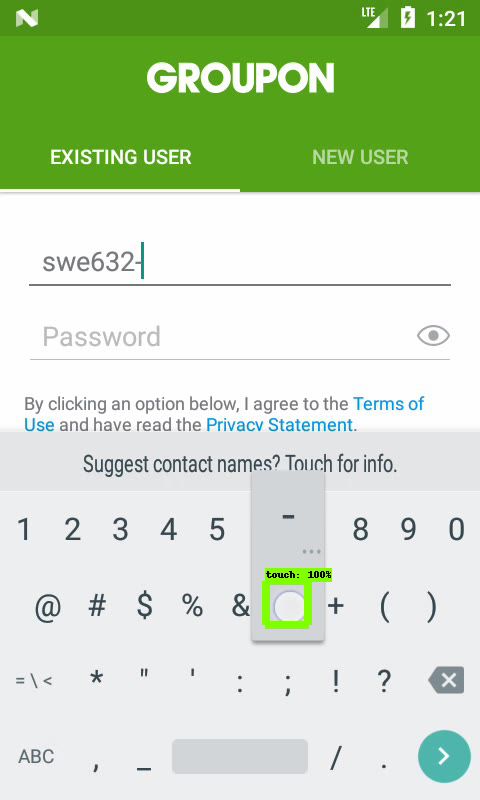 LTE 1:21
GROUPON
EXISTING USER NEW USER
swe632-
Password
By clicking an option below, I agree to the Terms of
Use and have read the Privacy Statement.
Suggest contact names? Touch for info.
1 2 3 4 5 - 8 9 0
...
touch: 100%
@ # $ % & + ( )
= \ < * " ' : ; ! ?
ABC , _ / .